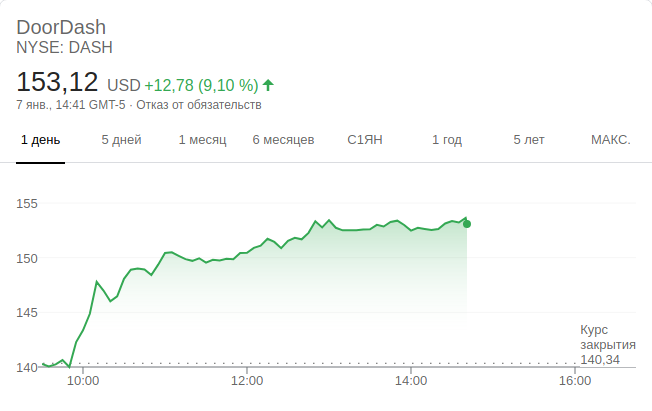 DoorDash
NYSE: DASH
153,12 USD +12,78 (9,10 %)
7 янв., 14:41 GMT-5 · Отказ от обязательств
1 день 5 дней 1 месяц 6 месяцев С1ЯН 1 год 5 лет МАКС.
155
150
145
140
Курс
закрытия
140,34
10:00 12:00 14:00 16:00